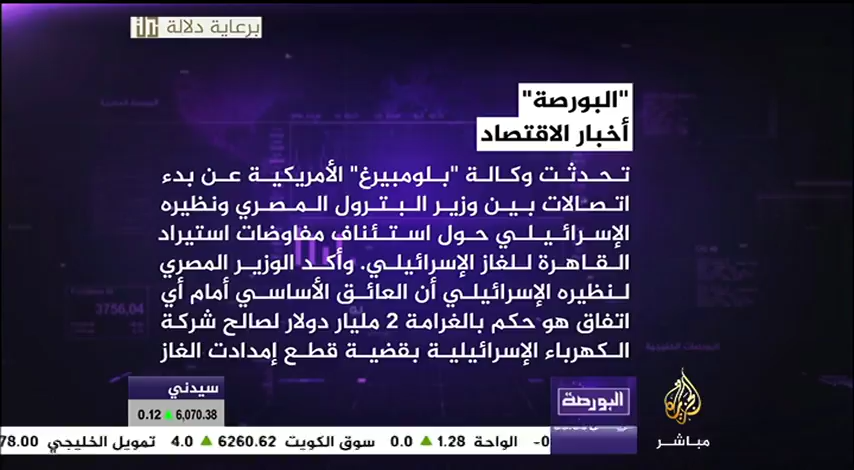 برعاية دلالة
"البورصة"
أخبار الاقتصاد
تحدثت وكالة "بلومبيرغ" الأمريكية عن بدء
اتصالات بين وزير البترول المصري ونظيره
الإسرائيلي حول استئناف مفاوضات استيراد
القاهرة للغاز الإسرائيلي. وأكد الوزير المصري
لنظيره الإسرائيلي أن العائق الأساسي أمام أي
اتفاق هو حكم بالغرامة 2 مليار دولار لصالح شركة
الكهرباء الإسرائيلية بقضية قطع إمدادت الغاز
3756,04
سيدني
0.12 ▲ 6,070.38
البورصة
الجزيرة
مباشر
-0 الواحة 1.28 ▲ 0.0 سوق الكويت 6260.62 ▲ 4.0 تمويل الخليجي 78.00